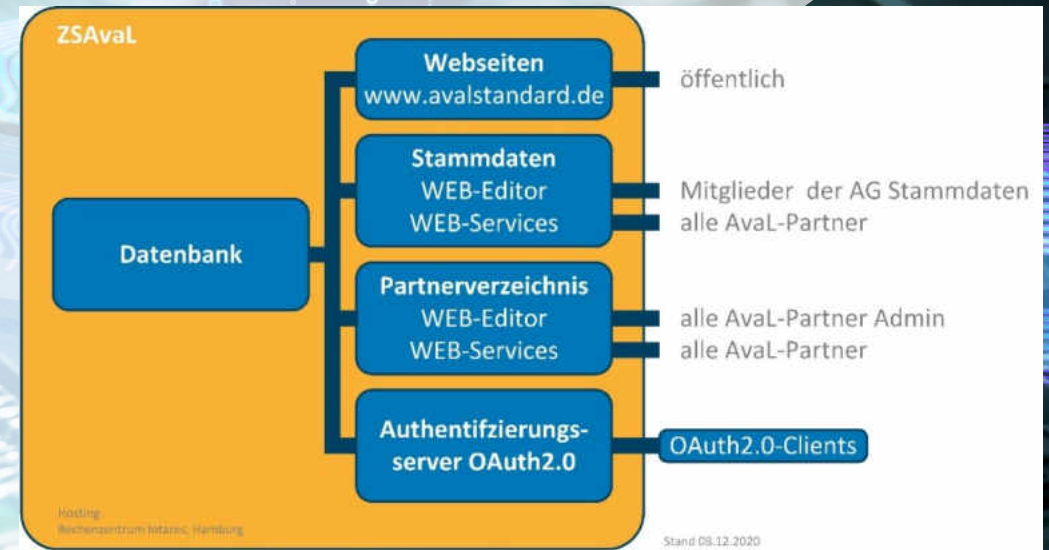 ZSAvaL
Webseiten
www.avalstandard.de
öffentlich
Stammdaten
WEB-Editor
Mitglieder der AG Stammdaten
WEB-Services
alle AvaL-Partner
Datenbank
Partnerverzeichnis
WEB-Editor
alle AvaL-Partner Admin
WEB-Services
alle AvaL-Partner
Authentifzierungs-
server OAuth2.0
OAuth2.0-Clients
Hosting
Rechenzentrum Intares, Hamburg
Stand 08.12.2020